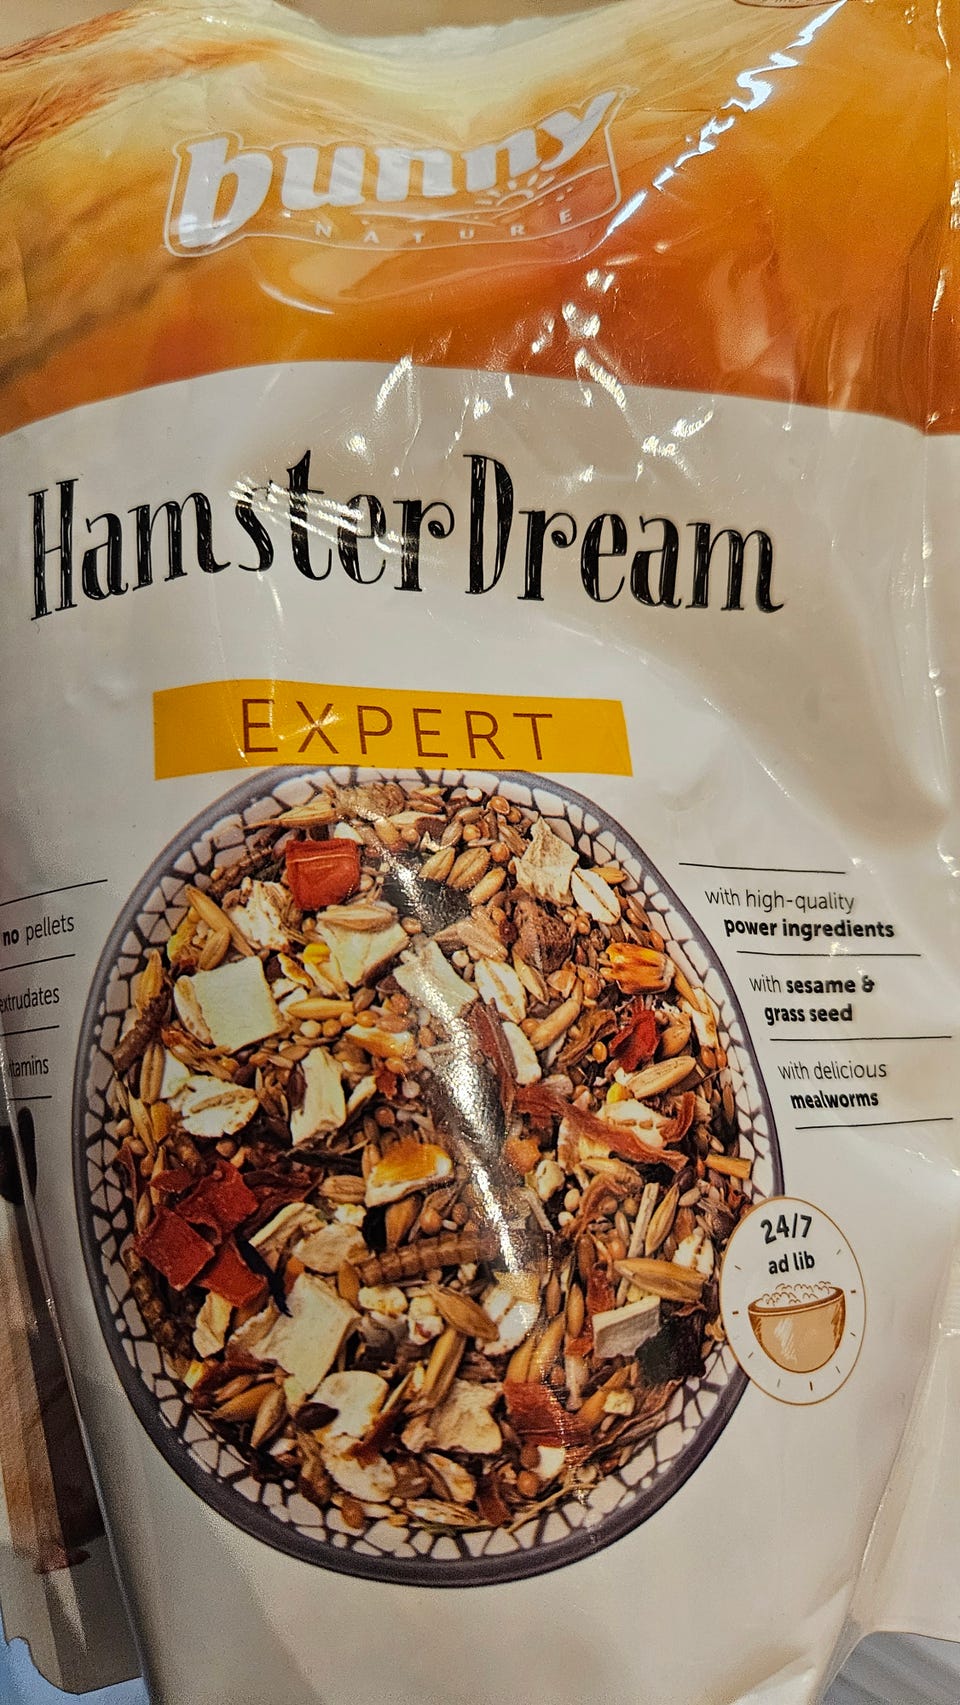 bunny
NATURE
HamsterDream
EXPERT
no pellets
extrudates
with high-quality
power ingredients
with sesame &
grass seed
with delicious
mealworms
24/7
ad lib